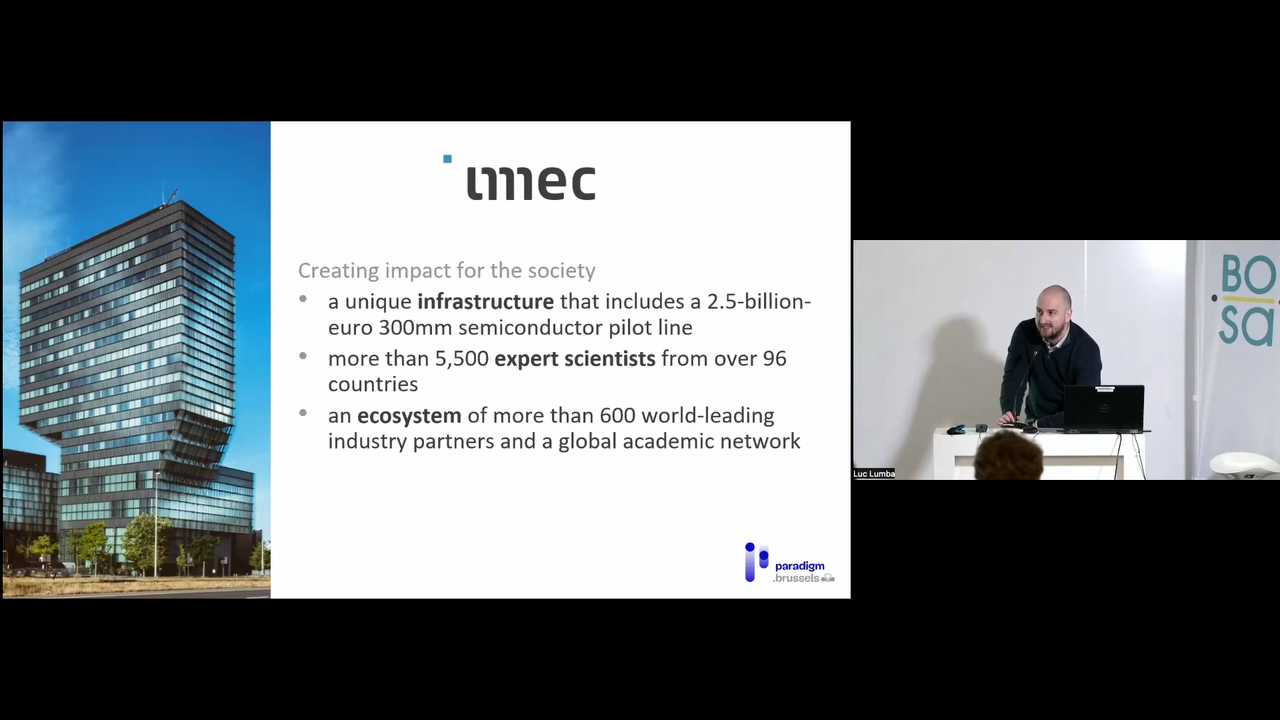 imec
Creating impact for the society
• a unique infrastructure that includes a 2.5-billion-
euro 300mm semiconductor pilot line
• more than 5,500 expert scientists from over 96
countries
• an ecosystem of more than 600 world-leading
industry partners and a global academic network
paradigm
.brussels
BO
sa
Luc Lumba